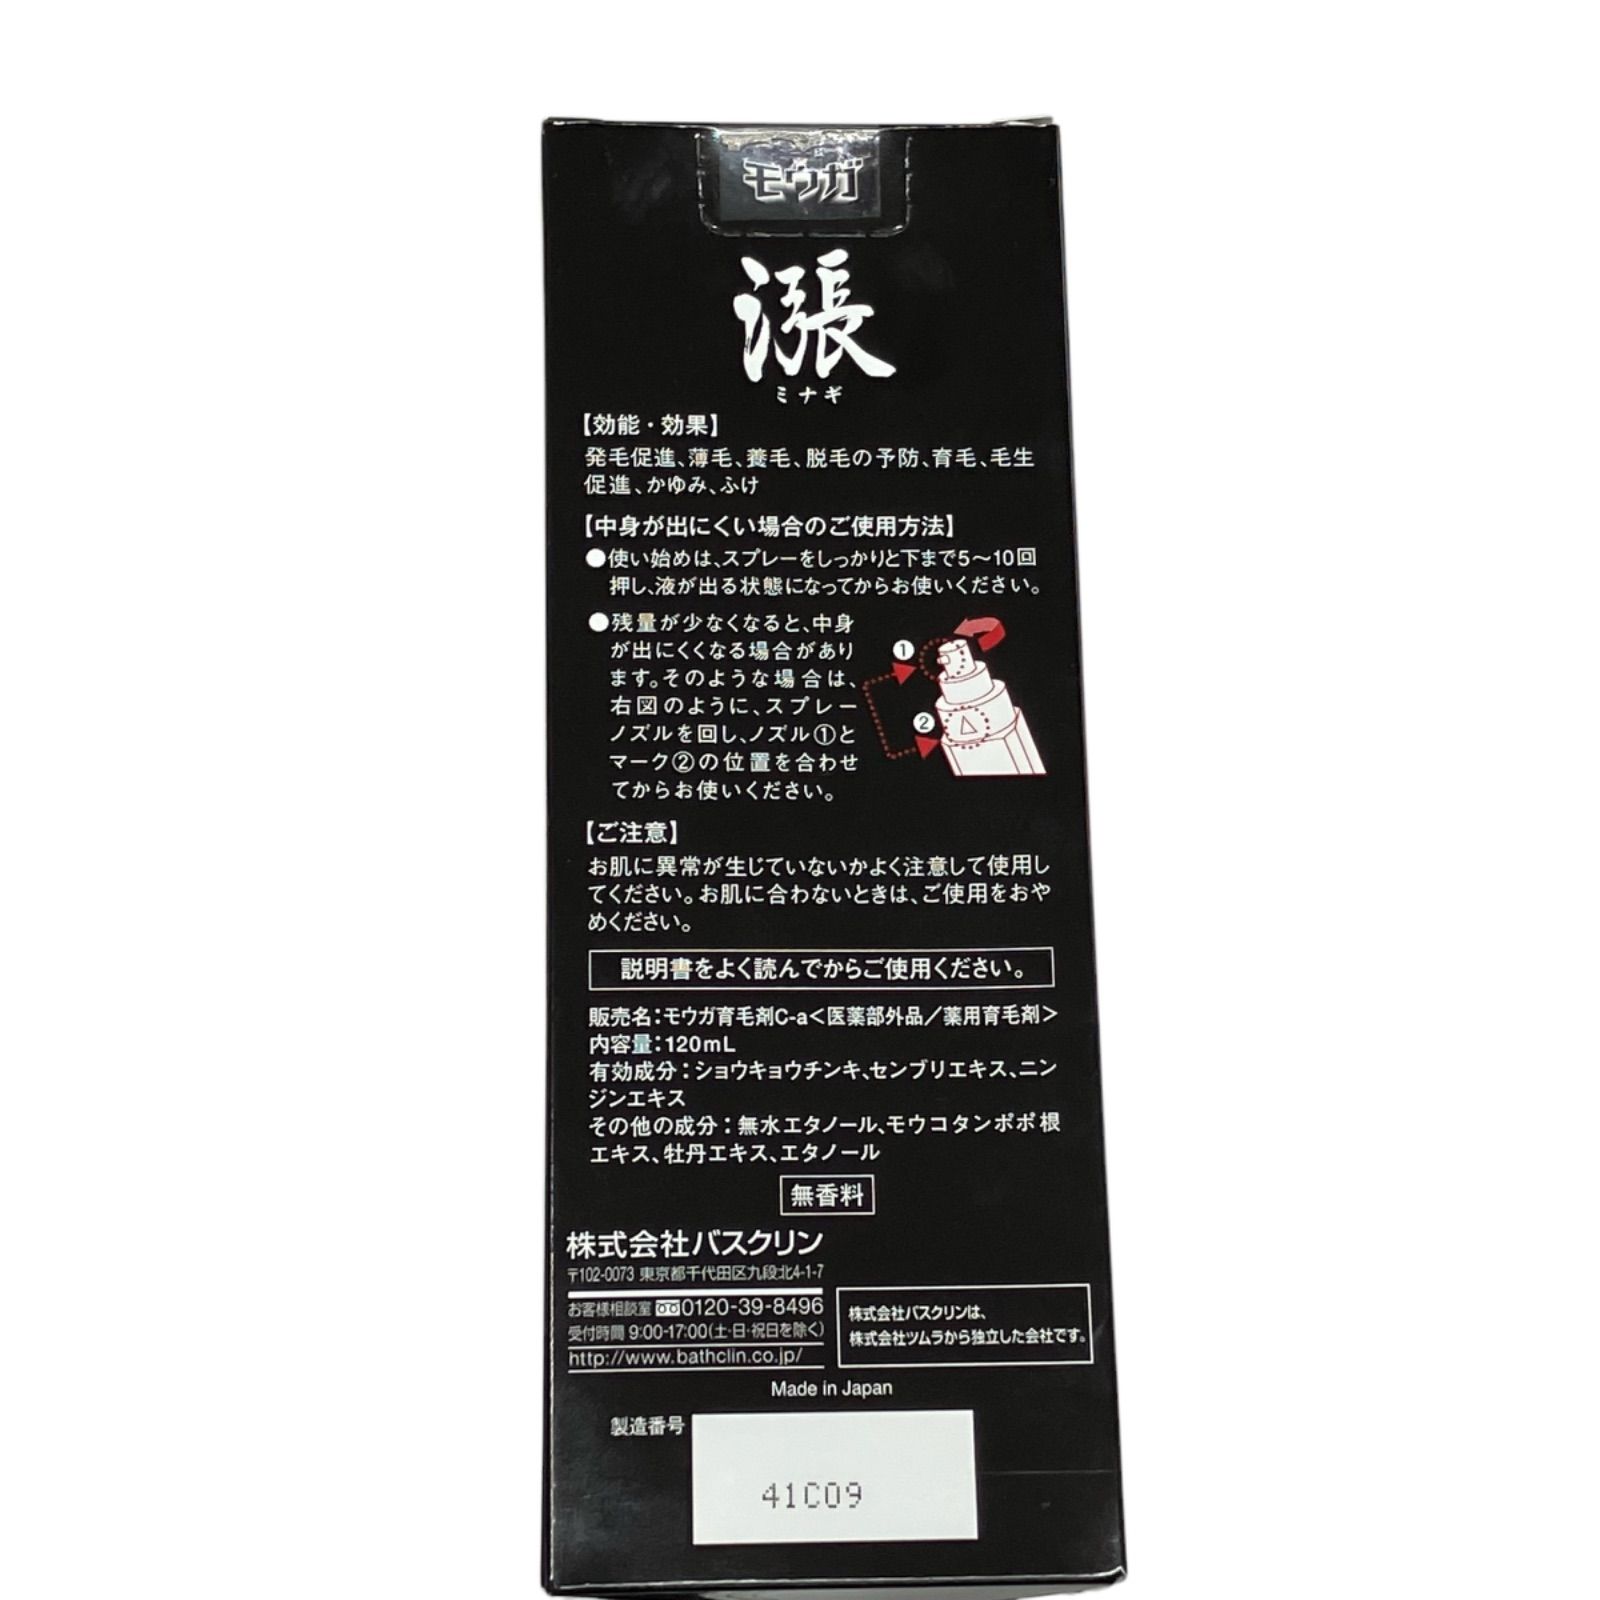 モウガ
漲
ミナギ
【効能・効果】
発毛促進、薄毛、養毛、脱毛の予防、育毛、毛生
促進、かゆみ、ふけ
【中身が出にくい場合のご使用方法】
●使い始めは、スプレーをしっかりと下まで5〜10回
押し、液が出る状態になってからお使いください。
●残量が少なくなると、中身
が出にくくなる場合があり
ます。そのような場合は、
右図のように、スプレー
ノズルを回し、ノズル①と
マーク②の位置を合わせ
てからお使いください。
①
②
【ご注意】
お肌に異常が生じていないかよく注意して使用し
てください。お肌に合わないときは、ご使用をおや
めください。
説明書をよく読んでからご使用ください。
販売名：モウガ育毛剤C-a＜医薬部外品／薬用育毛剤＞
内容量：120mL
有効成分：ショウキョウチンキ、センブリエキス、ニン
ジンエキス
その他の成分：無水エタノール、モウコタンポポ根
エキス、牡丹エキス、エタノール
無香料
株式会社バスクリン
〒102-0073 東京都千代田区九段北4-1-7
お客様相談室 0120-39-8496
受付時間 9:00-17:00(土・日・祝日を除く)
http://www.bathclin.co.jp/
株式会社バスクリンは、
株式会社ツムラから独立した会社です。
Made in Japan
製造番号
41C09